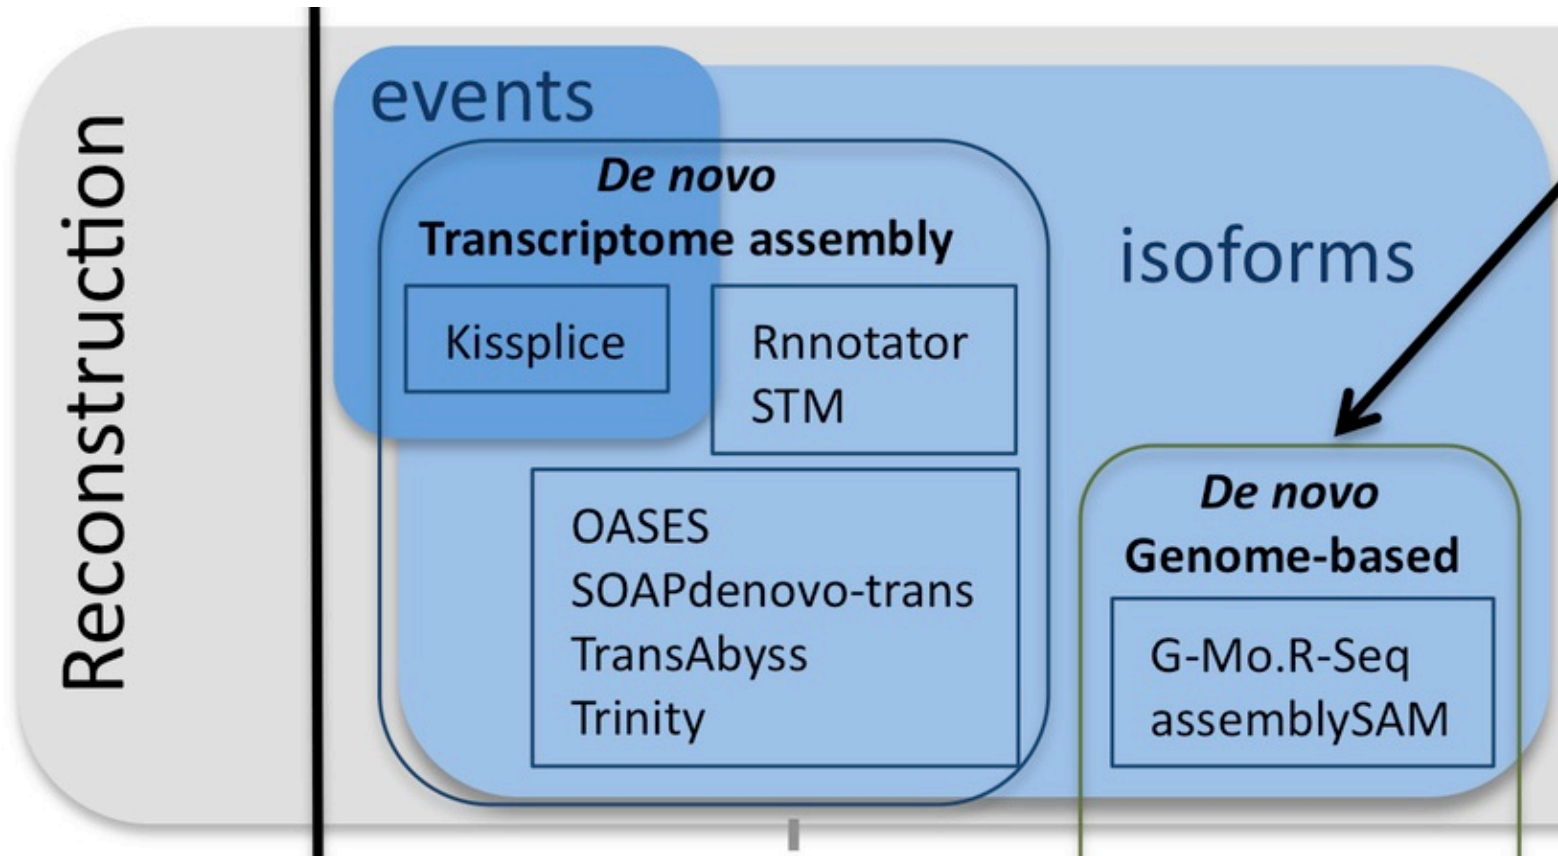 Reconstruction
events
De novo
Transcriptome assembly
Kissplice
Rnnotator
STM
OASES
SOAPdenovo-trans
TransAbyss
Trinity
isoforms
De novo
Genome-based
G-Mo.R-Seq
assemblySAM